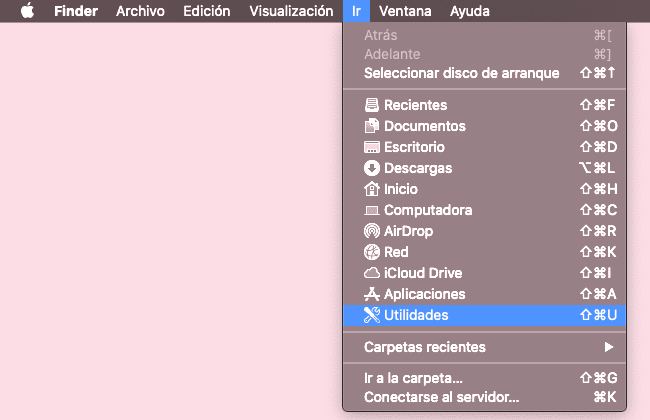 Finder Archivo Edición Visualización Ir Ventana Ayuda
Atrás ⌘[
Adelante ⌘]
Seleccionar disco de arranque ⇧⌘↑
Recientes ⇧⌘F
Documentos ⇧⌘O
Escritorio ⇧⌘D
Descargas ⌥⌘L
Inicio ⇧⌘H
Computadora ⇧⌘C
AirDrop ⇧⌘R
Red ⇧⌘K
iCloud Drive ⇧⌘I
Aplicaciones ⇧⌘A
Utilidades ⇧⌘U
Carpetas recientes
Ir a la carpeta... ⇧⌘G
Conectarse al servidor... ⌘K